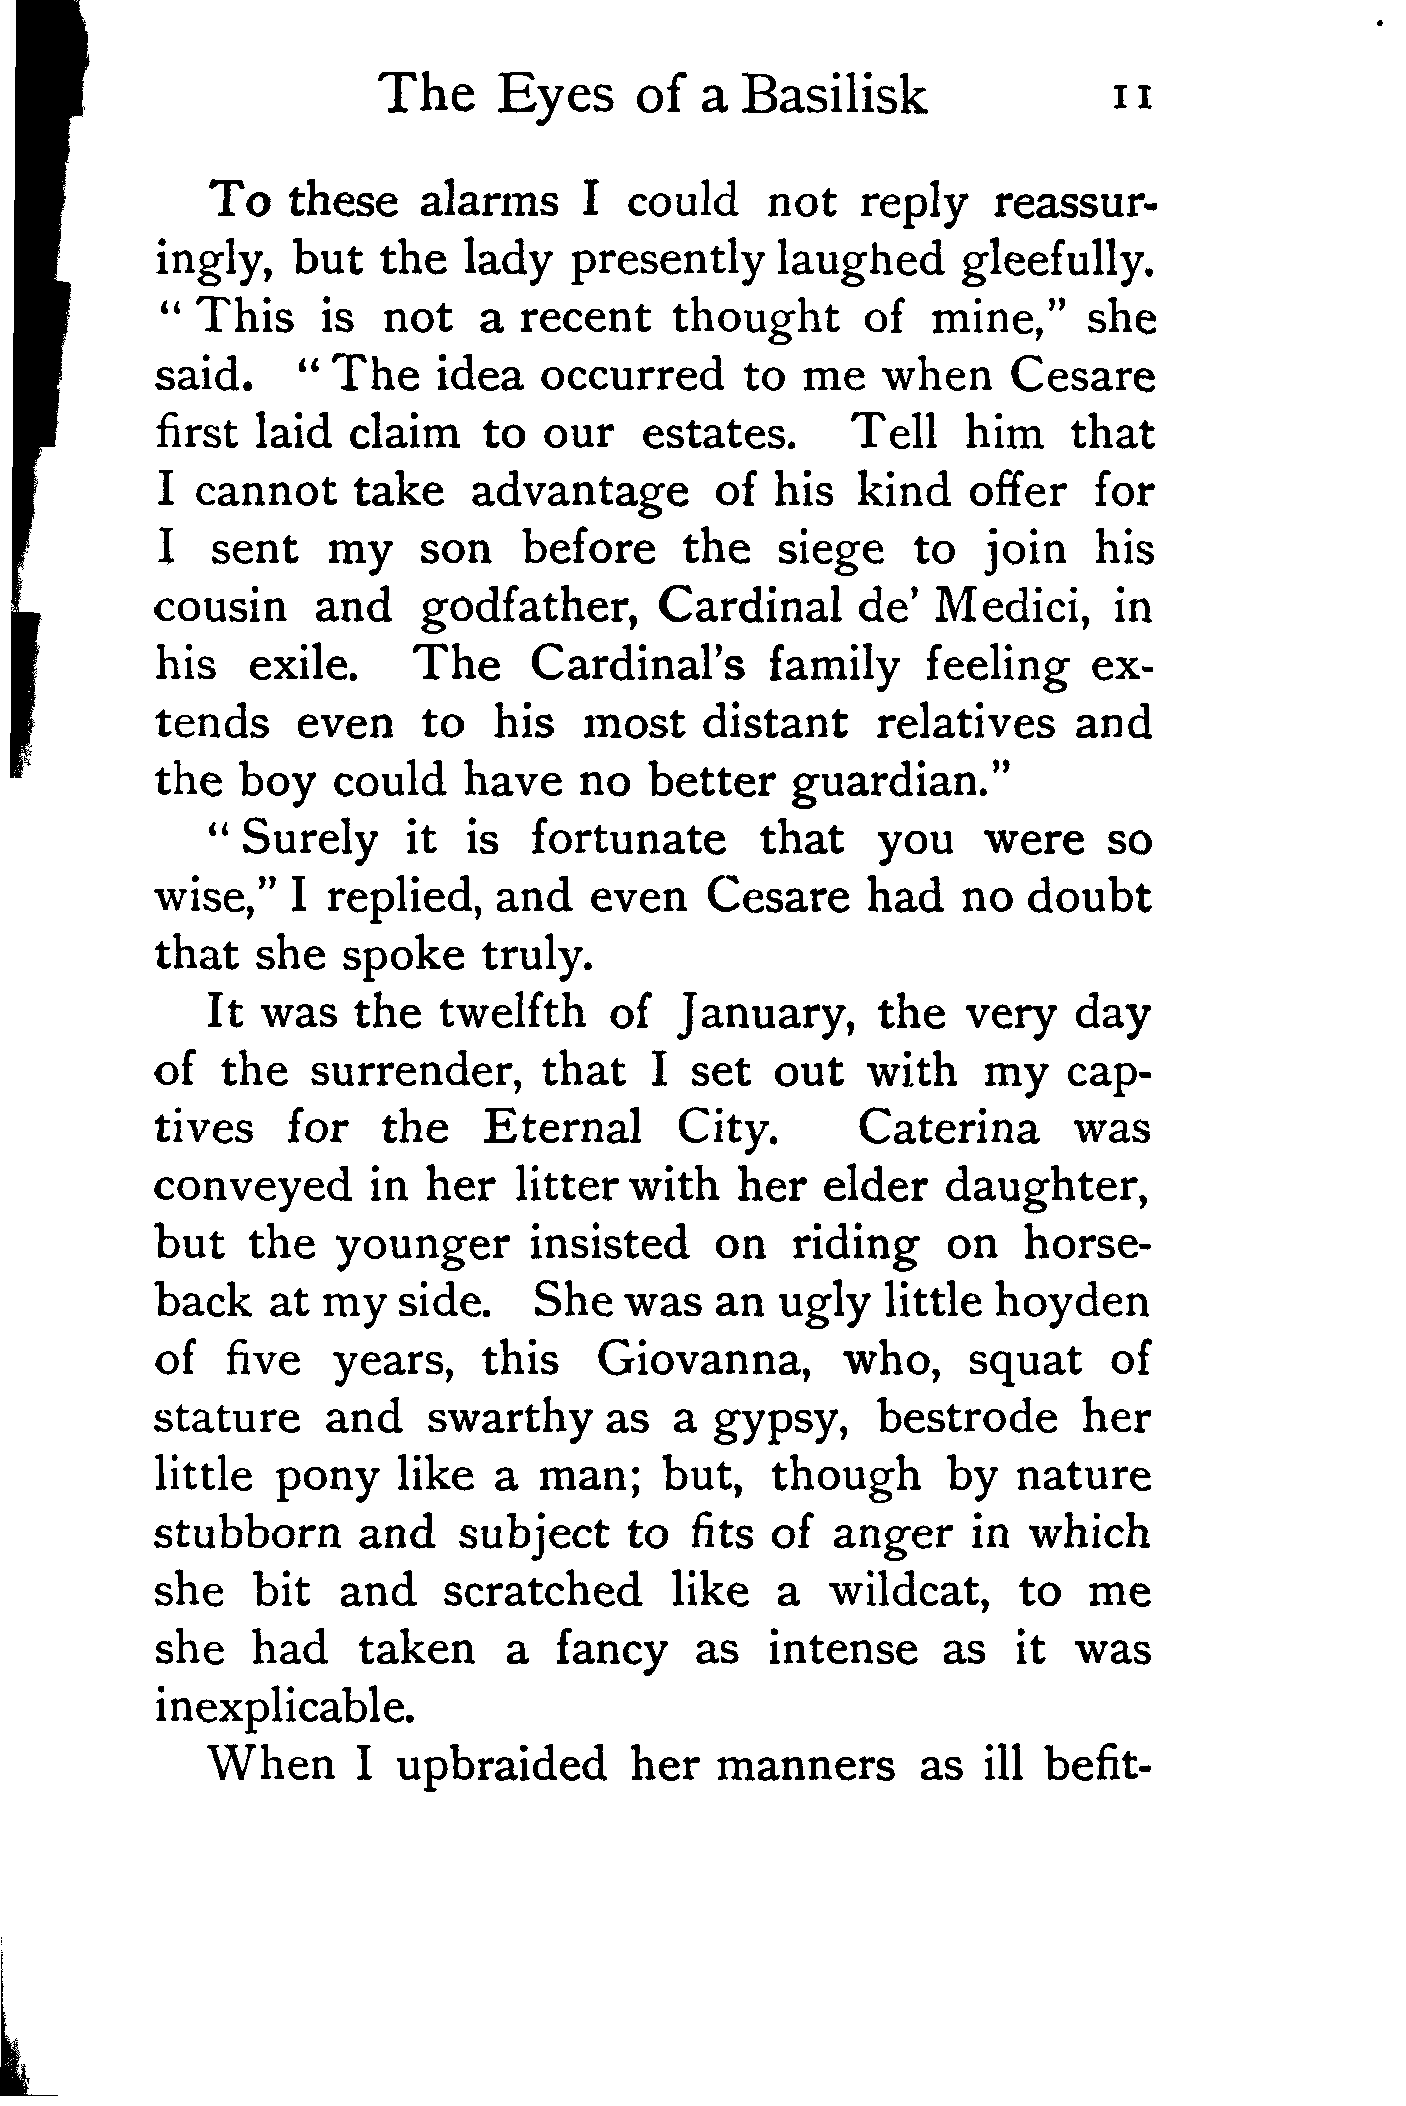 The Eyes of a Basilisk 11
To these alarms I could not reply reassur-
ingly, but the lady presently laughed gleefully.
“ This is not a recent thought of mine,” she
said. “ The idea occurred to me when Cesare
first laid claim to our estates. Tell him that
I cannot take advantage of his kind offer for
I sent my son before the siege to join his
cousin and godfather, Cardinal de’ Medici, in
his exile. The Cardinal’s family feeling ex-
tends even to his most distant relatives and
the boy could have no better guardian.”
“ Surely it is fortunate that you were so
wise,” I replied, and even Cesare had no doubt
that she spoke truly.
It was the twelfth of January, the very day
of the surrender, that I set out with my cap-
tives for the Eternal City. Caterina was
conveyed in her litter with her elder daughter,
but the younger insisted on riding on horse-
back at my side. She was an ugly little hoyden
of five years, this Giovanna, who, squat of
stature and swarthy as a gypsy, bestrode her
little pony like a man; but, though by nature
stubborn and subject to fits of anger in which
she bit and scratched like a wildcat, to me
she had taken a fancy as intense as it was
inexplicable.
When I upbraided her manners as ill befit-